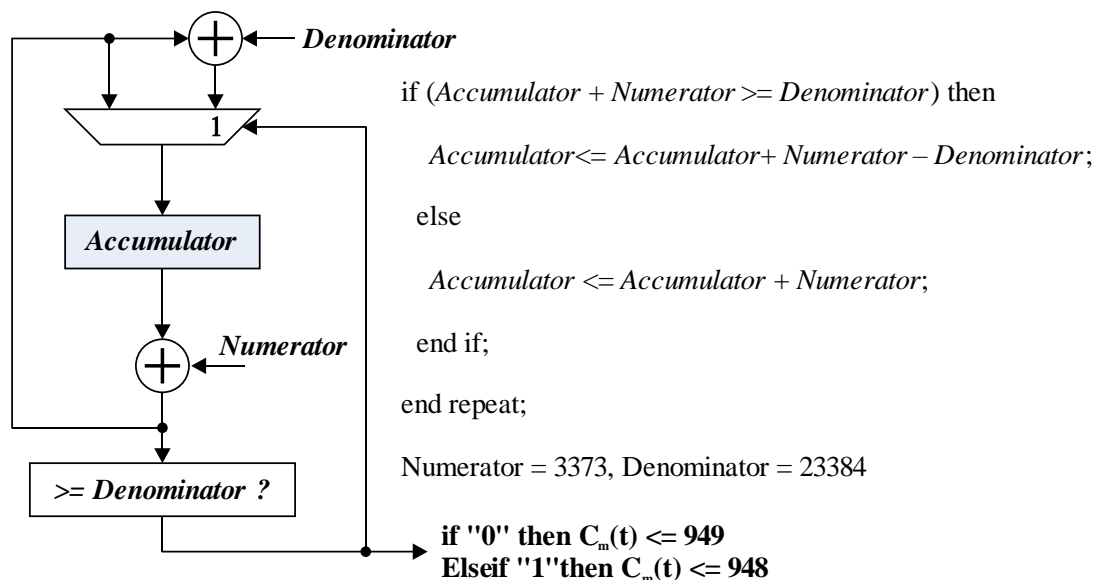 Denominator
1
Accumulator
Numerator
>= Denominator ?
if (Accumulator + Numerator >= Denominator) then
Accumulator<= Accumulator+ Numerator – Denominator;
else
Accumulator <= Accumulator + Numerator;
end if;
end repeat;
Numerator = 3373, Denominator = 23384
if "0" then Cm(t) <= 949
Elseif "1"then Cm(t) <= 948